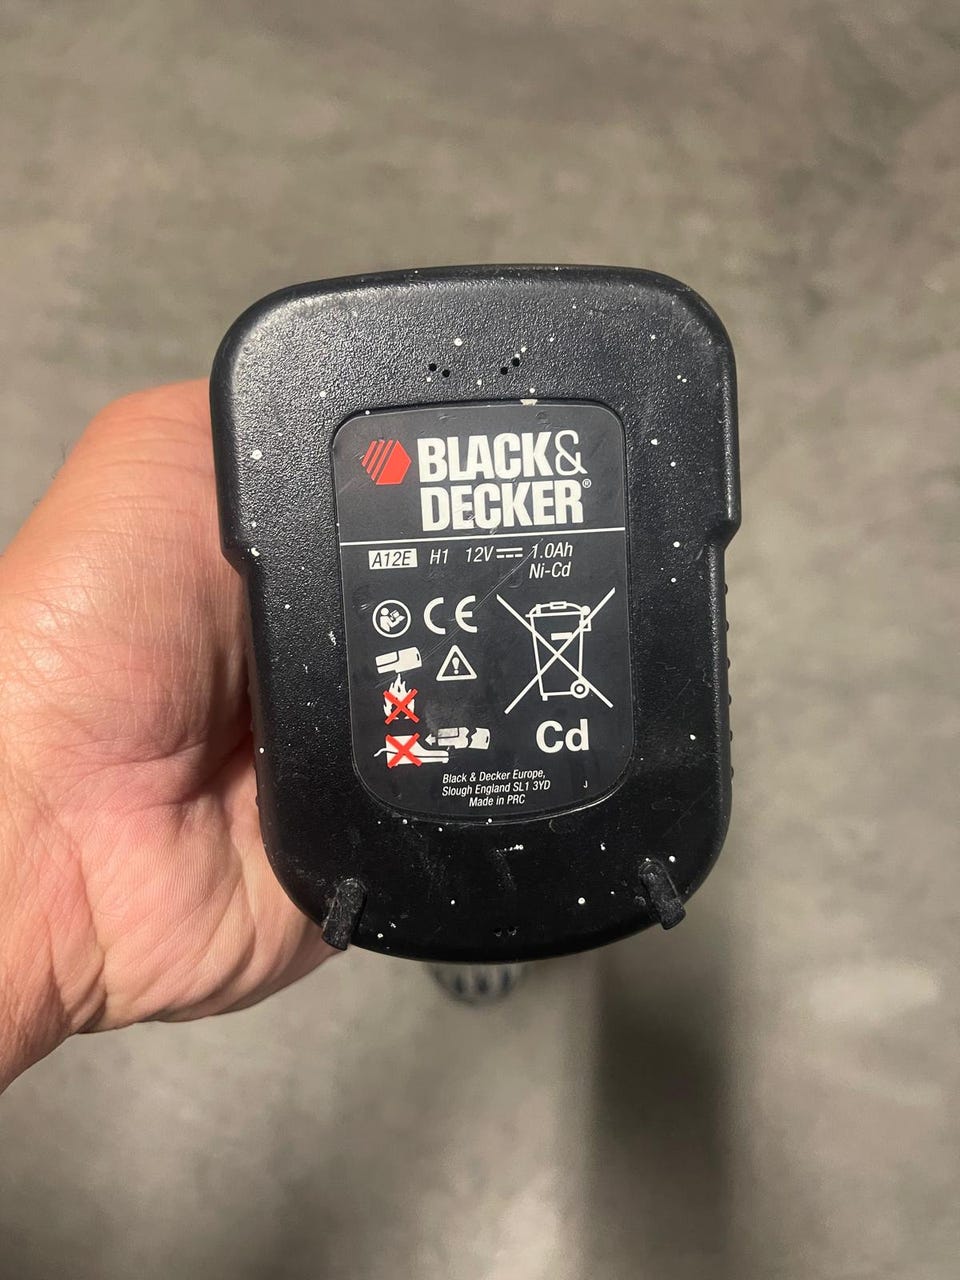 BLACK&
DECKER®
A12E H1 12V⎓ 1.0Ah
Ni-Cd
CE
Cd
Black & Decker Europe,
Slough England SL1 3YD J
Made in PRC